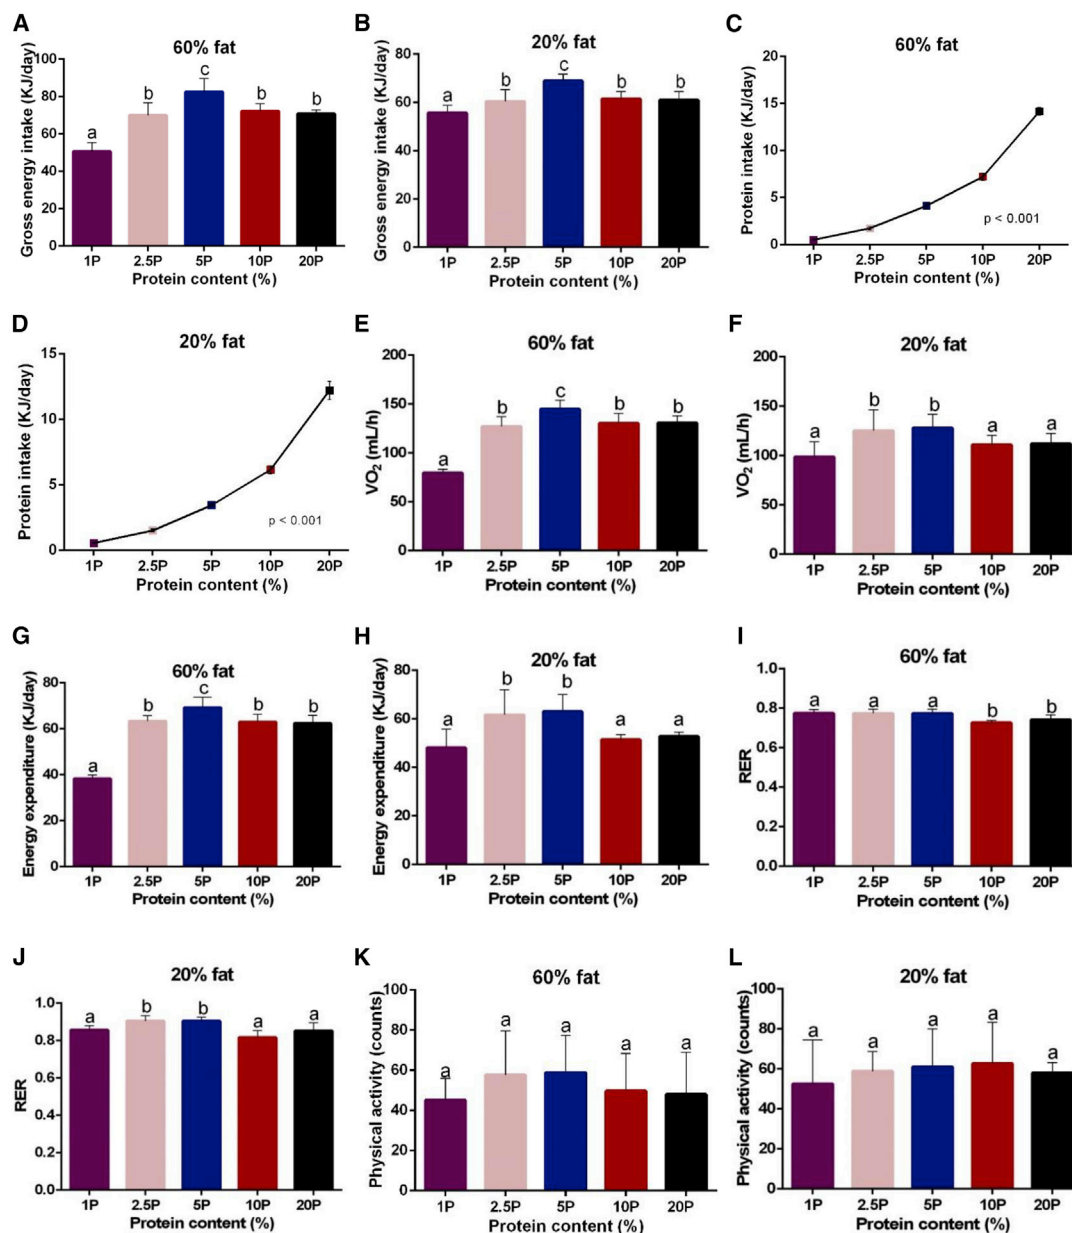 A
60% fat
Gross energy intake (KJ/day)
100
80
60
40
20
0
a
b
c
b
b
1P
2.5P
5P
10P
20P
Protein content (%)
B
20% fat
Gross energy intake (KJ/day)
80
60
40
20
0
a
b
c
b
b
1P
2.5P
5P
10P
20P
Protein content (%)
C
60% fat
Protein intake (KJ/day)
20
15
10
5
0
p < 0.001
1P
2.5P
5P
10P
20P
Protein content (%)
D
20% fat
Protein intake (KJ/day)
15
10
5
0
p < 0.001
1P
2.5P
5P
10P
20P
Protein content (%)
E
60% fat
VO2 (mL/h)
200
150
100
50
0
a
b
c
b
b
1P
2.5P
5P
10P
20P
Protein content (%)
F
20% fat
VO2 (mL/h)
200
150
100
50
0
a
b
b
a
a
1P
2.5P
5P
10P
20P
Protein content (%)
G
60% fat
Energy expenditure (KJ/day)
80
60
40
20
0
a
b
c
b
b
1P
2.5P
5P
10P
20P
Protein content (%)
H
20% fat
Energy expenditure (KJ/day)
80
60
40
20
0
a
b
b
a
a
1P
2.5P
5P
10P
20P
Protein content (%)
I
60% fat
RER
1.0
0.8
0.6
0.4
0.2
0.0
a
a
a
b
b
1P
2.5P
5P
10P
20P
Protein content (%)
J
20% fat
RER
1.0
0.8
0.6
0.4
0.2
0.0
a
b
b
a
a
1P
2.5P
5P
10P
20P
Protein content (%)
K
60% fat
Physical activity (counts)
100
80
60
40
20
0
a
a
a
a
a
1P
2.5P
5P
10P
20P
Protein content (%)
L
20% fat
Physical activity (counts)
100
80
60
40
20
0
a
a
a
a
a
1P
2.5P
5P
10P
20P
Protein content (%)